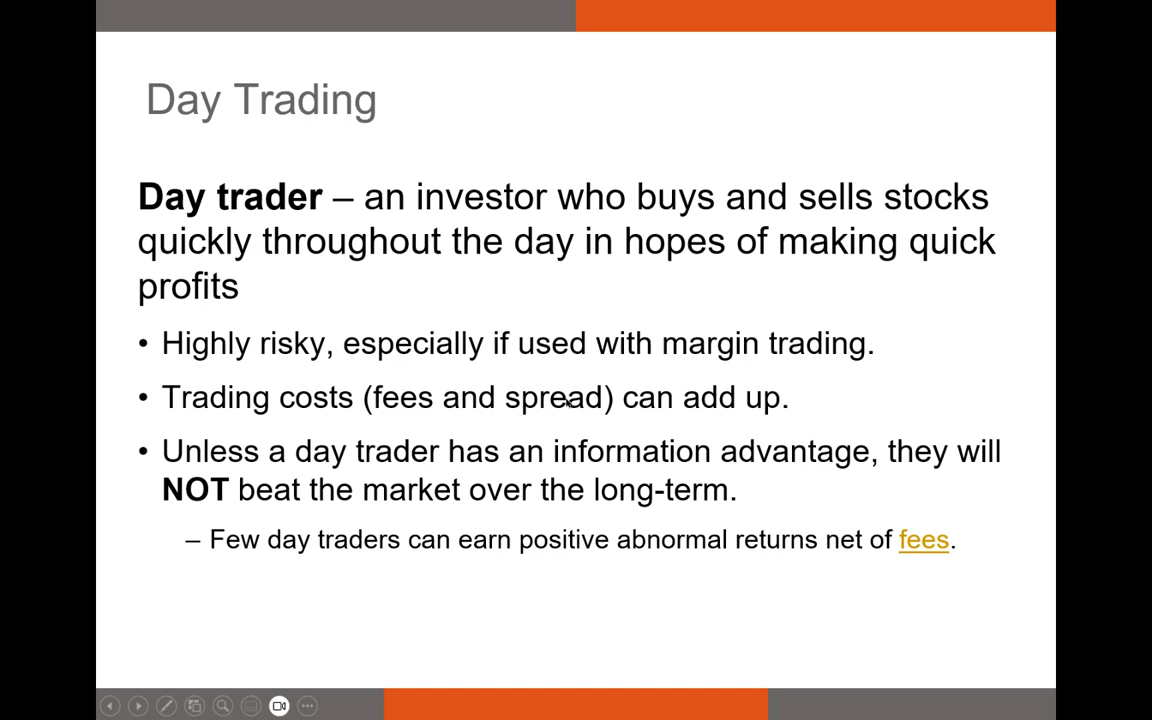 Day Trading
Day trader – an investor who buys and sells stocks
quickly throughout the day in hopes of making quick
profits
• Highly risky, especially if used with margin trading.
• Trading costs (fees and spread) can add up.
• Unless a day trader has an information advantage, they will
NOT beat the market over the long-term.
– Few day traders can earn positive abnormal returns net of fees.